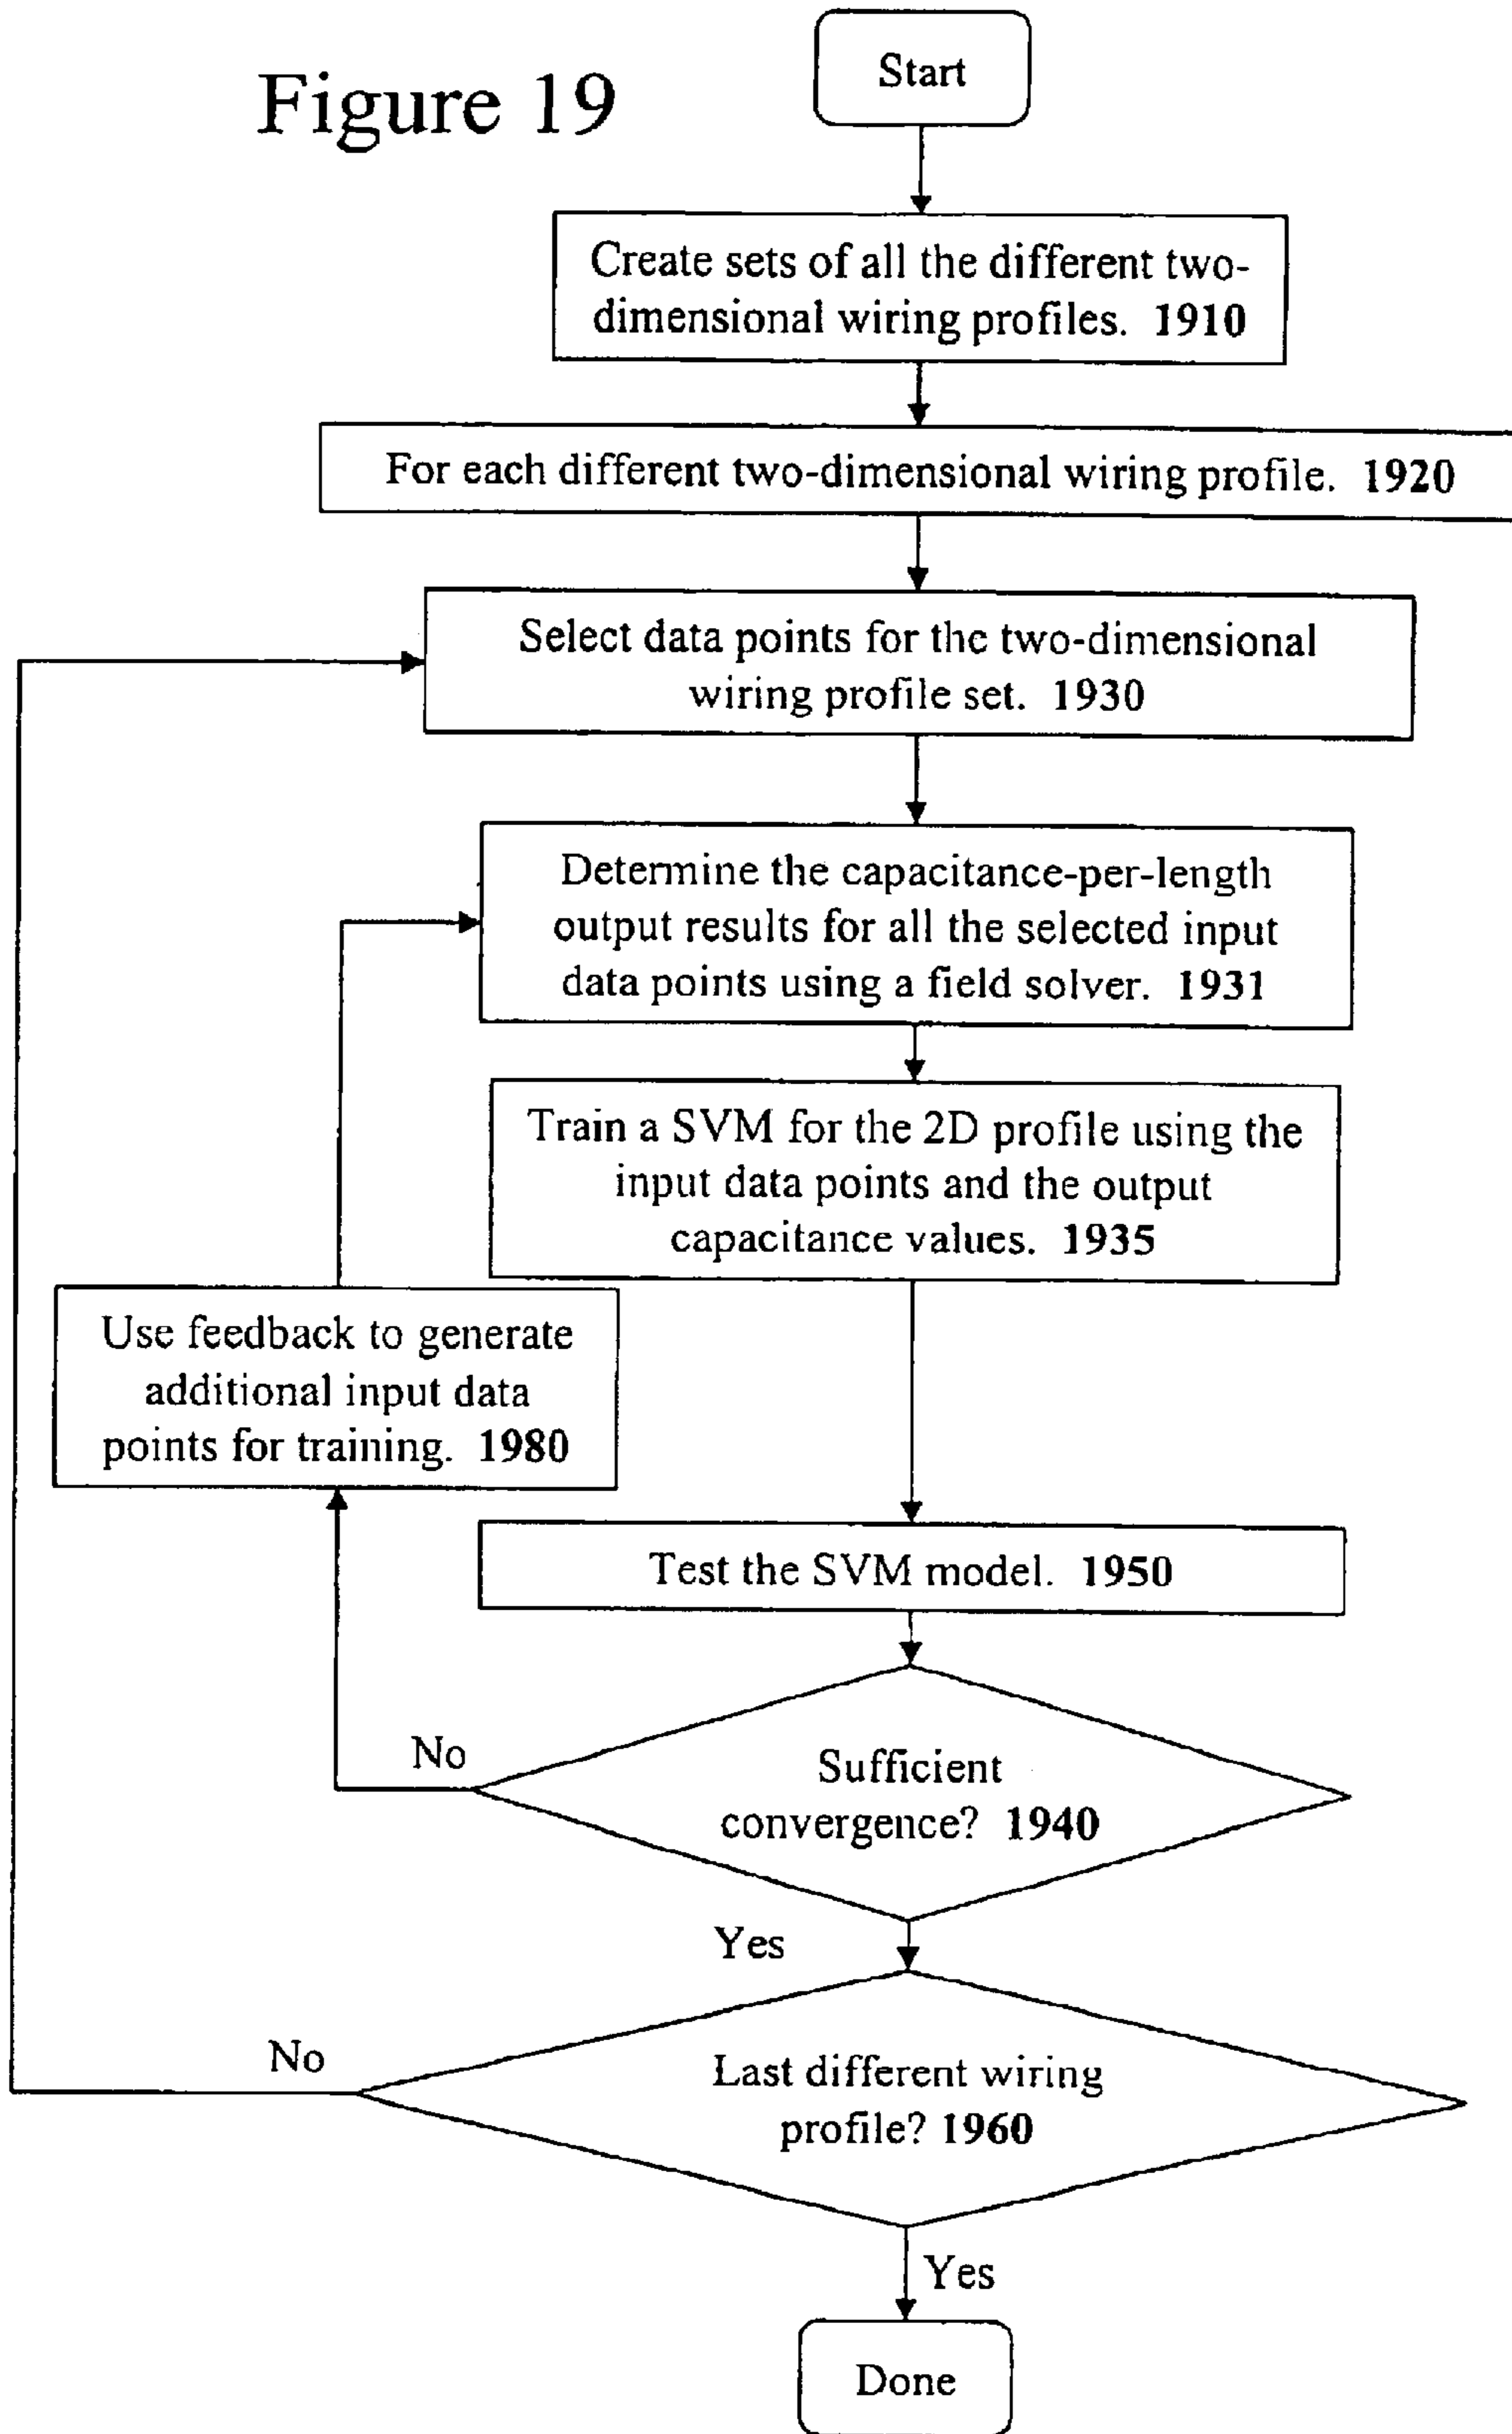 Figure 19
Start
Create sets of all the different two-
dimensional wiring profiles. 1910
For each different two-dimensional wiring profile. 1920
Select data points for the two-dimensional
wiring profile set. 1930
Determine the capacitance-per-length
output results for all the selected input
data points using a field solver. 1931
Train a SVM for the 2D profile using the
input data points and the output
capacitance values. 1935
Use feedback to generate
additional input data
points for training. 1980
Test the SVM model. 1950
No
Sufficient
convergence? 1940
Yes
No
Last different wiring
profile? 1960
Yes
Done